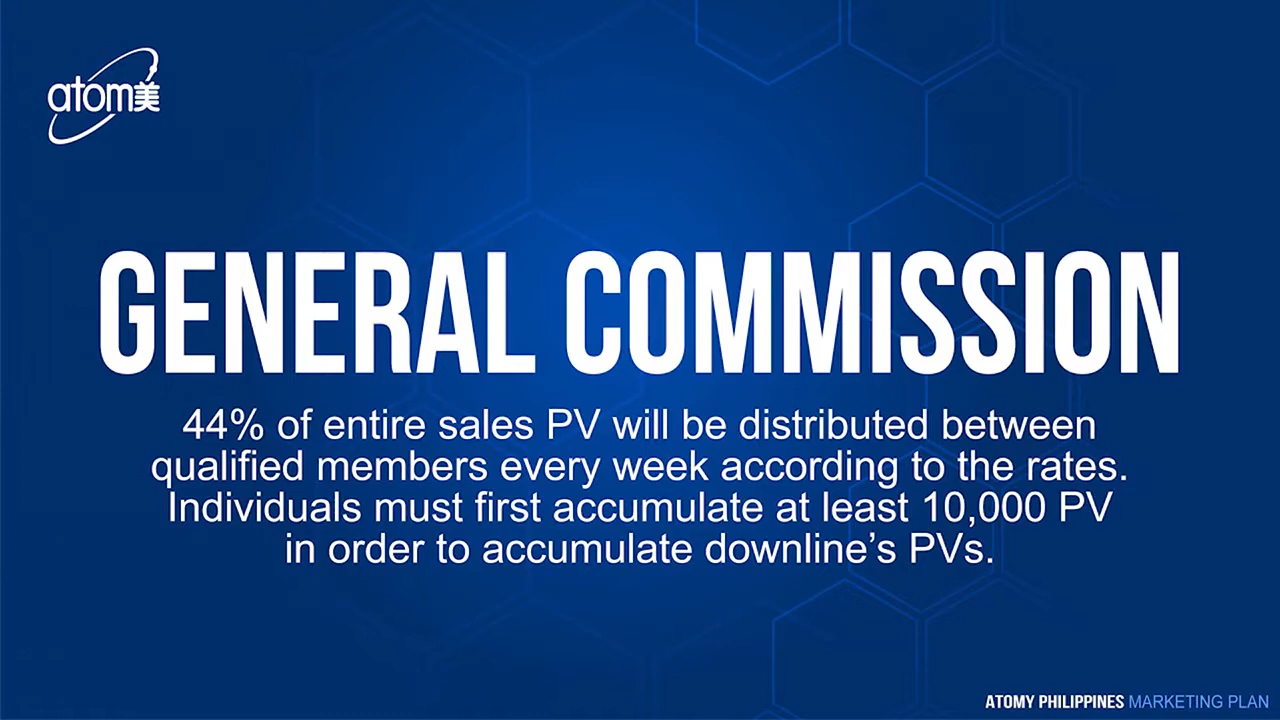 atom美
GENERAL COMMISSION
44% of entire sales PV will be distributed between
qualified members every week according to the rates.
Individuals must first accumulate at least 10,000 PV
in order to accumulate downline’s PVs.
ATOMY PHILIPPINES MARKETING PLAN